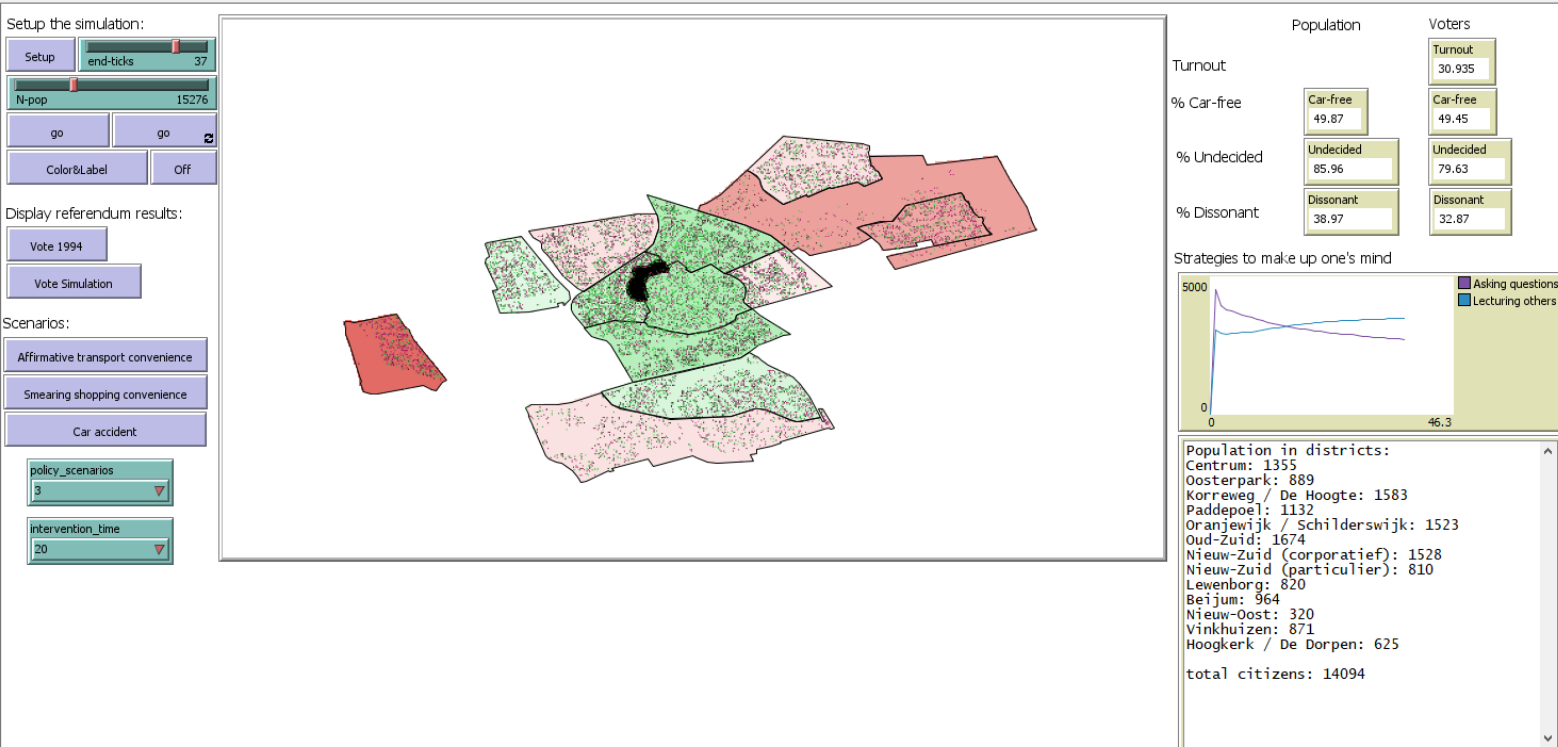 Setup the simulation:
Setup
end-ticks 37
N-pop 15276
go
go
Color&Label
Off
Display referendum results:
Vote 1994
Vote Simulation
Scenarios:
Affirmative transport convenience
Smearing shopping convenience
Car accident
policy_scenarios
3
intervention_time
20
Population Voters
Turnout
Turnout
30.935
% Car-free
Car-free
49.87
Car-free
49.45
% Undecided
Undecided
85.96
Undecided
79.63
% Dissonant
Dissonant
38.97
Dissonant
32.87
Strategies to make up one's mind
5000
0
0 46.3
Asking questions
Lecturing others
Population in districts:
Centrum: 1355
Oosterpark: 889
Korreweg / De Hoogte: 1583
Paddepoel: 1132
Oranjewijk / Schilderswijk: 1523
Oud-Zuid: 1674
Nieuw-Zuid (corporatief): 1528
Nieuw-Zuid (particulier): 810
Lewenborg: 820
Beijum: 964
Nieuw-Oost: 320
Vinkhuizen: 871
Hoogkerk / De Dorpen: 625
total citizens: 14094